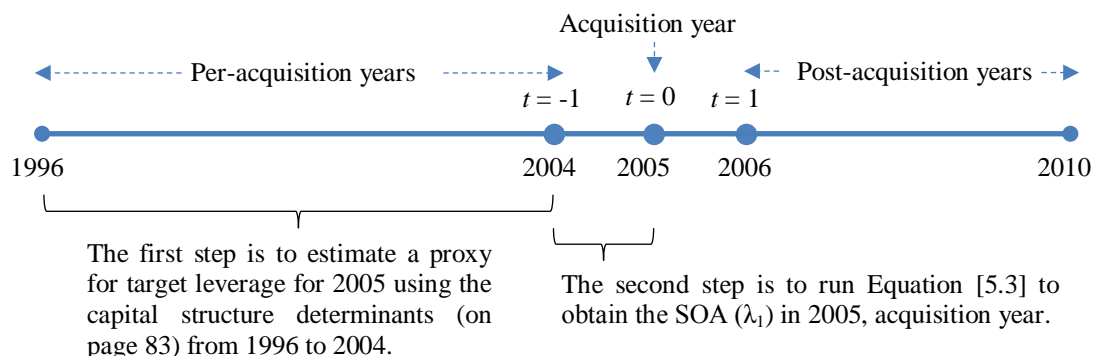 Acquisition year
Per-acquisition years
Post-acquisition years
t = -1
t = 0
t = 1
1996
2004
2005
2006
2010
The first step is to estimate a proxy
for target leverage for 2005 using the
capital structure determinants (on
page 83) from 1996 to 2004.
The second step is to run Equation [5.3] to
obtain the SOA (λ₁) in 2005, acquisition year.